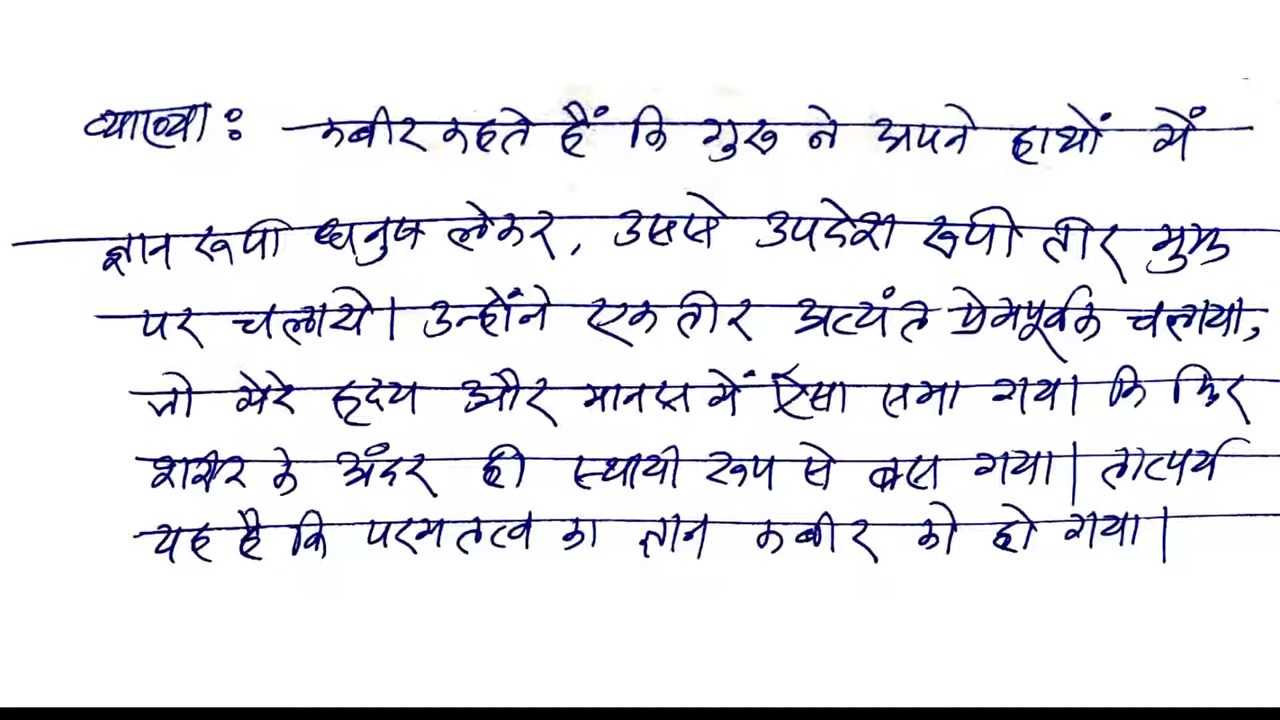 व्याख्या : कबीर कहते हैं कि गुरु ने अपने हाथों में
ज्ञान रूपी धनुष लेकर, उससे उपदेश रूपी तीर मुझ
पर चलाये। उन्होंने एक तीर अत्यंत प्रेमपूर्वक चलाया,
जो मेरे हृदय और मानस में ऐसा समा गया कि फिर
शरीर के अंदर ही स्थायी रूप से बस गया। तात्पर्य
यह है कि परमतत्व का ज्ञान कबीर को हो गया।